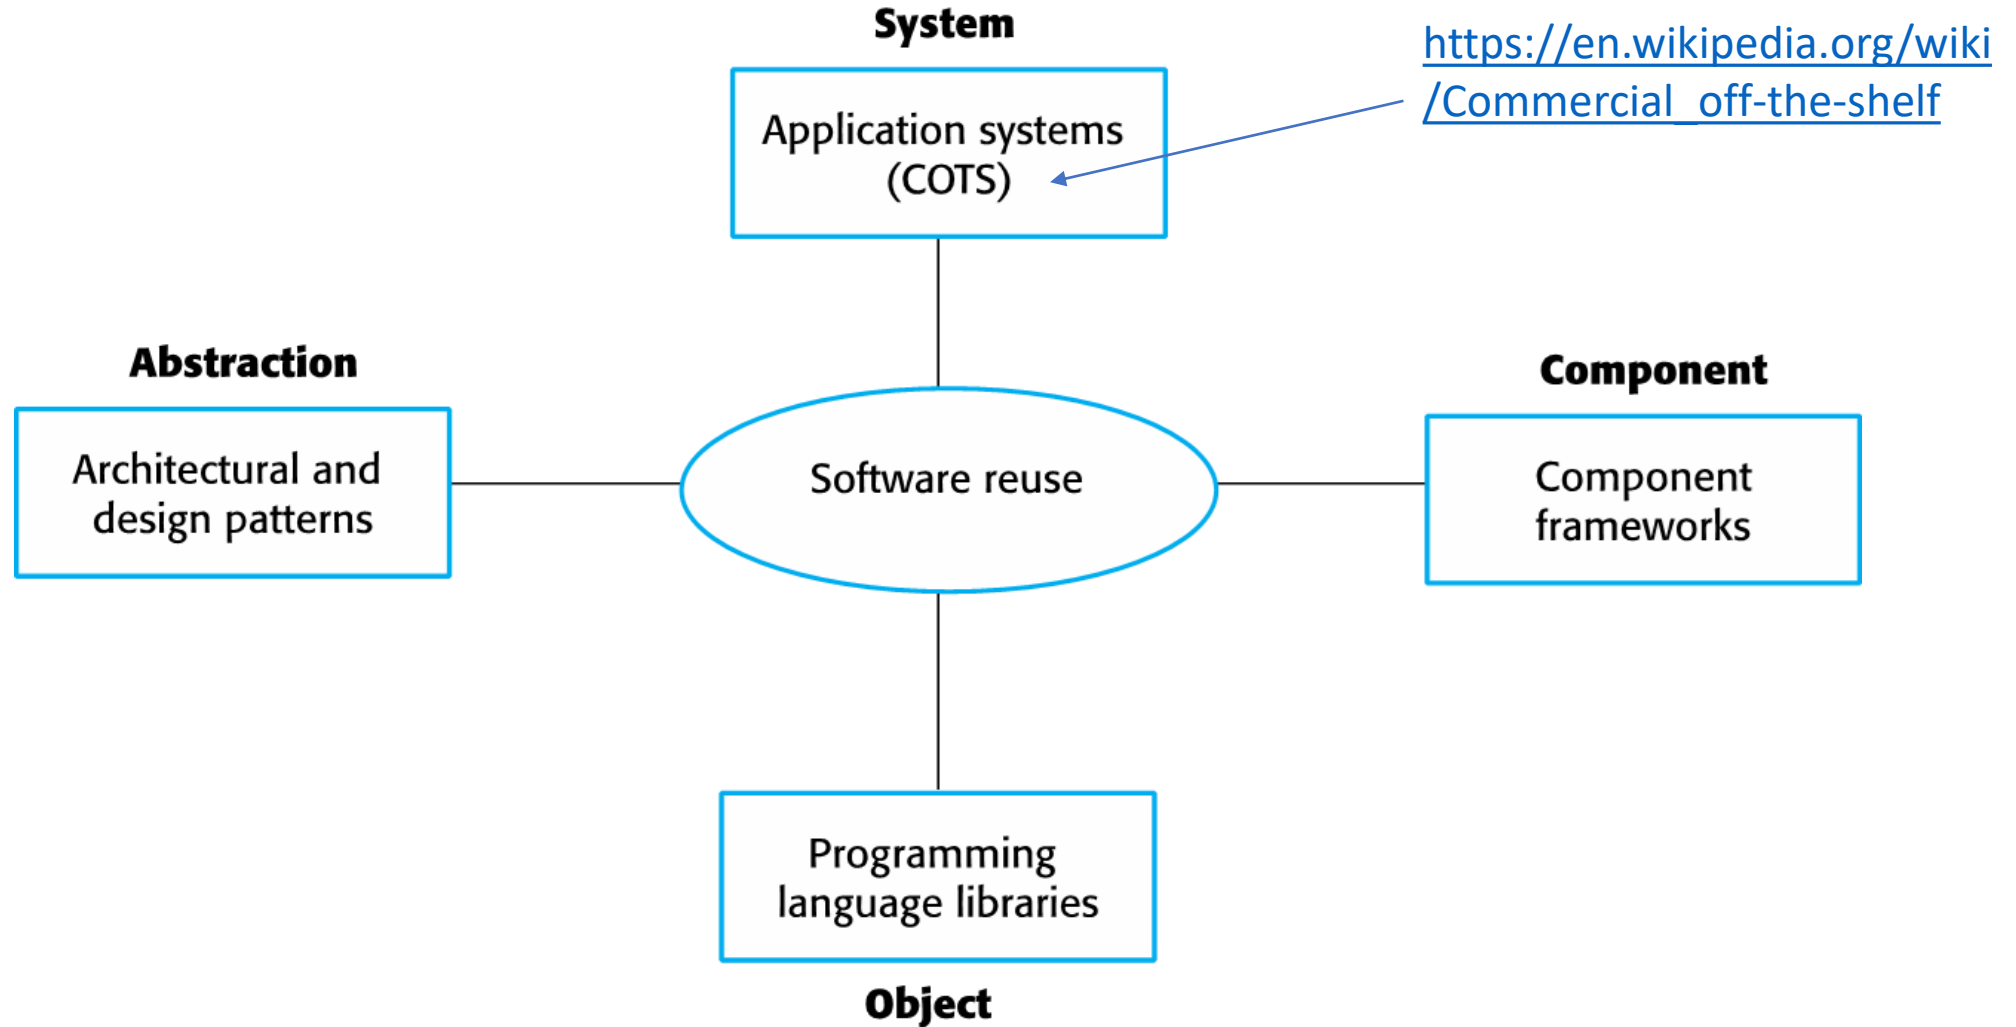 System
https://en.wikipedia.org/wiki
/Commercial_off-the-shelf
Application systems
(COTS)
Abstraction
Architectural and
design patterns
Software reuse
Component
Component
frameworks
Programming
language libraries
Object